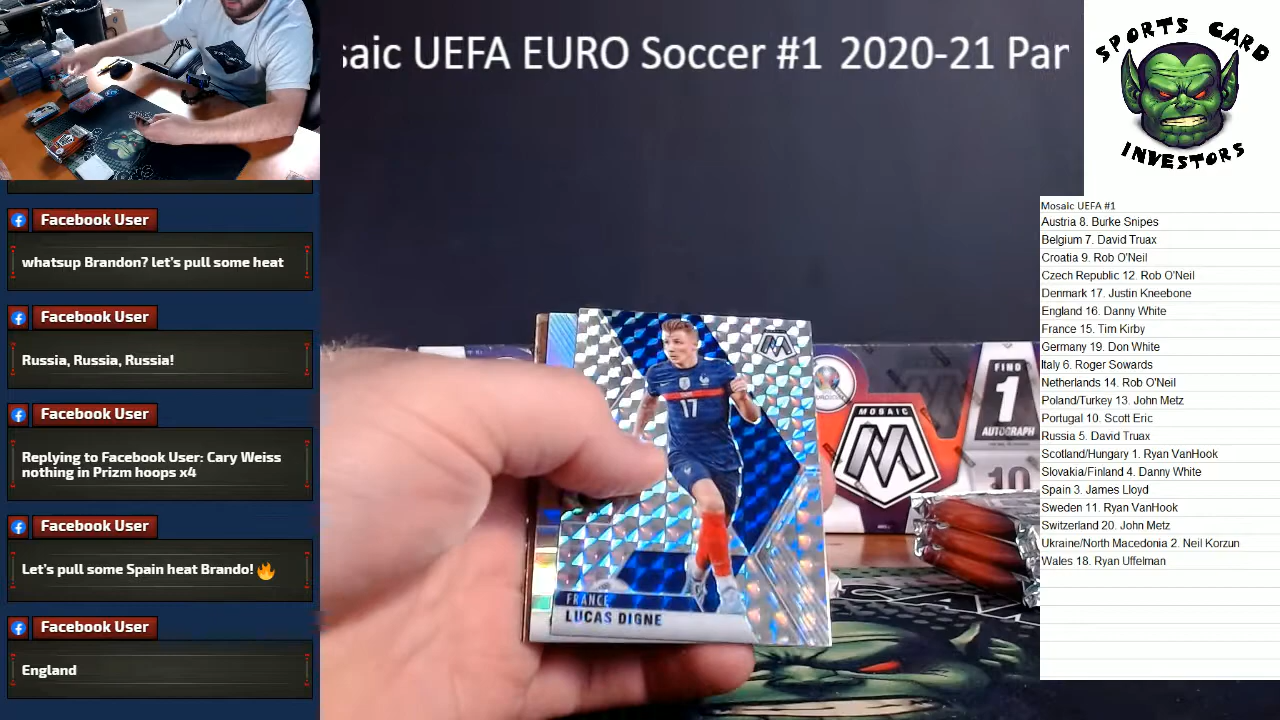 saic UEFA EURO Soccer #1 2020-21 Par
SPORTS CARD
INVESTORS
Facebook User
whatsup Brandon? let's pull some heat
Facebook User
Russia, Russia, Russia!
Facebook User
Replying to Facebook User: Cary Weiss
nothing in Prizm hoops x4
Facebook User
Let's pull some Spain heat Brando! 🔥
Facebook User
England
17
FRANCE
LUCAS DIGNE
MOSAIC
FIND
1
AUTOGRAPH
10
Mosaic UEFA #1
Austria 8. Burke Snipes
Belgium 7. David Truax
Croatia 9. Rob O'Neil
Czech Republic 12. Rob O'Neil
Denmark 17. Justin Kneebone
England 16. Danny White
France 15. Tim Kirby
Germany 19. Don White
Italy 6. Roger Sowards
Netherlands 14. Rob O'Neil
Poland/Turkey 13. John Metz
Portugal 10. Scott Eric
Russia 5. David Truax
Scotland/Hungary 1. Ryan VanHook
Slovakia/Finland 4. Danny White
Spain 3. James Lloyd
Sweden 11. Ryan VanHook
Switzerland 20. John Metz
Ukraine/North Macedonia 2. Neil Korzun
Wales 18. Ryan Uffelman